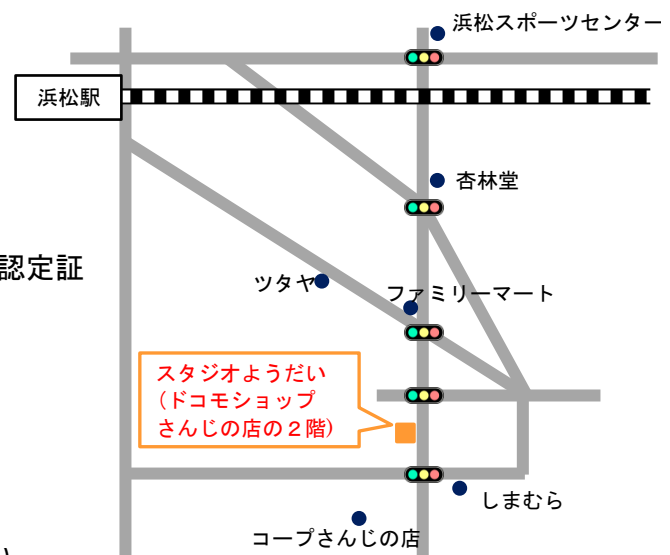 浜松スポーツセンター
浜松駅
杏林堂
認定証
ツタヤ
ファミリーマート
スタジオようだい
(ドコモショップ
さんじの店の２階)
しまむら
コープさんじの店
)